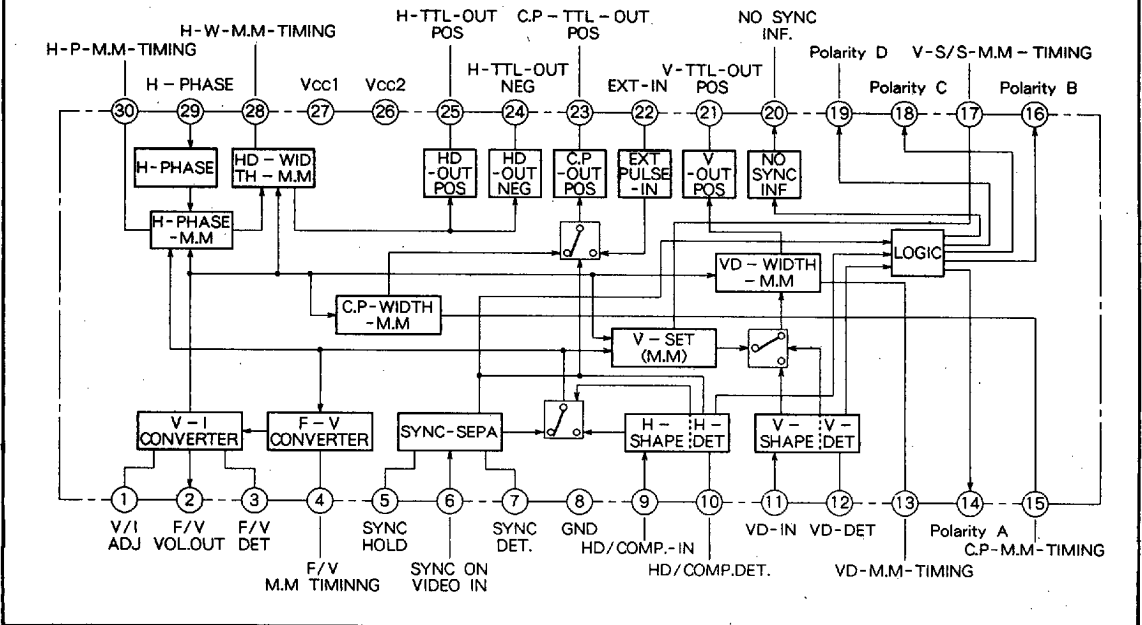 H-TTL-OUT
POS
C.P-TTL-OUT
POS
NO SYNC
INF.
H-W-M.M-TIMING
H-P-M.M-TIMING
Polarity D
V-S/S-M.M-TIMING
H-TTL-OUT
NEG
V-TTL-OUT
POS
H-PHASE
Vcc1
Vcc2
EXT-IN
Polarity C
Polarity B
30
29
28
27
26
25
24
23
22
21
20
19
18
17
16
H-PHASE
HD-WID
TH-M.M
HD
-OUT
POS
HD
-OUT
NEG
C.P
-OUT
POS
EXT
PULSE
-IN
V
-OUT
POS
NO
SYNC
INF
H-PHASE
-M.M
LOGIC
VD-WIDTH
-M.M
C.P-WIDTH
-M.M
V-SET
(M.M)
V-I
CONVERTER
F-V
CONVERTER
SYNC-SEPA
H-
SHAPE
H-
DET
V-
SHAPE
V-
DET
1
2
3
4
5
6
7
8
9
10
11
12
13
14
15
V/I
ADJ
F/V
VOL.OUT
F/V
DET
F/V
M.M TIMINNG
SYNC
HOLD
SYNC ON
VIDEO IN
SYNC
DET.
GND
HD/COMP.-IN
HD/COMP.DET.
VD-IN
VD-DET
VD-M.M-TIMING
Polarity A
C.P-M.M-TIMING